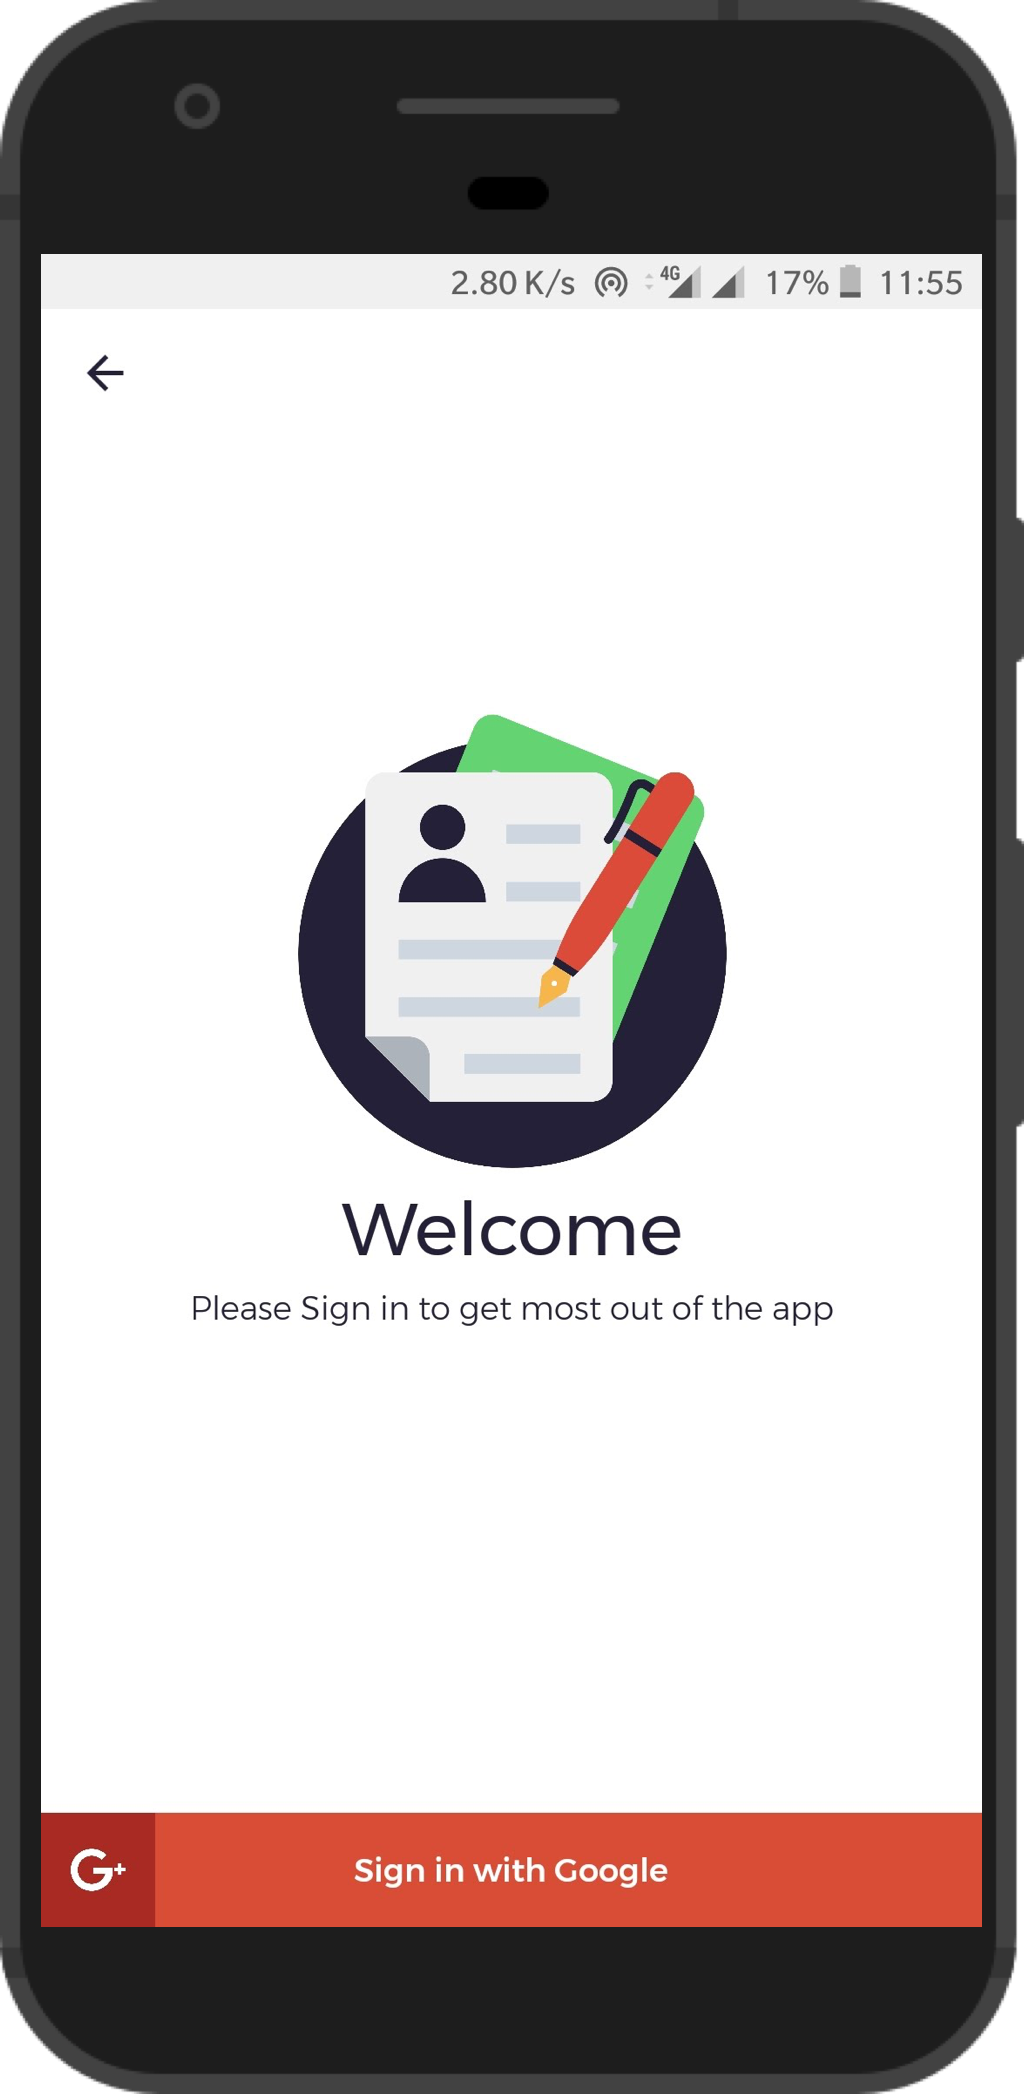 2.80 K/s 4G 17% 11:55
Welcome
Please Sign in to get most out of the app
G+ Sign in with Google